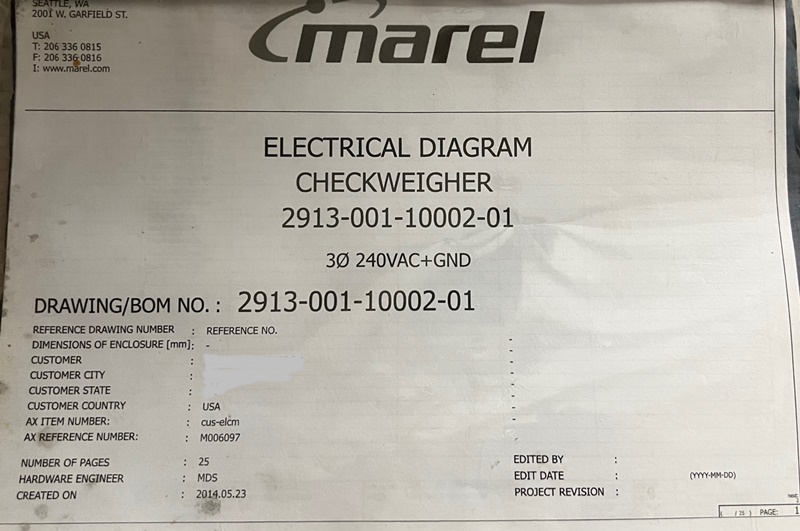 SEATTLE, WA
2001 W. GARFIELD ST.
USA
T: 206 336 0815
F: 206 336 0816
I: www.marel.com
marel
ELECTRICAL DIAGRAM
CHECKWEIGHER
2913-001-10002-01
3Ø 240VAC+GND
DRAWING/BOM NO. : 2913-001-10002-01
REFERENCE DRAWING NUMBER : REFERENCE NO.
DIMENSIONS OF ENCLOSURE [mm]: - -
CUSTOMER : -
CUSTOMER CITY : -
CUSTOMER STATE : -
CUSTOMER COUNTRY : USA -
AX ITEM NUMBER: : cus-elcm -
AX REFERENCE NUMBER: : M006097
NUMBER OF PAGES : 25 EDITED BY :
HARDWARE ENGINEER : MDS EDIT DATE : (YYYY-MM-DD)
CREATED ON : 2014.05.23 PROJECT REVISION :
PAGE: 1